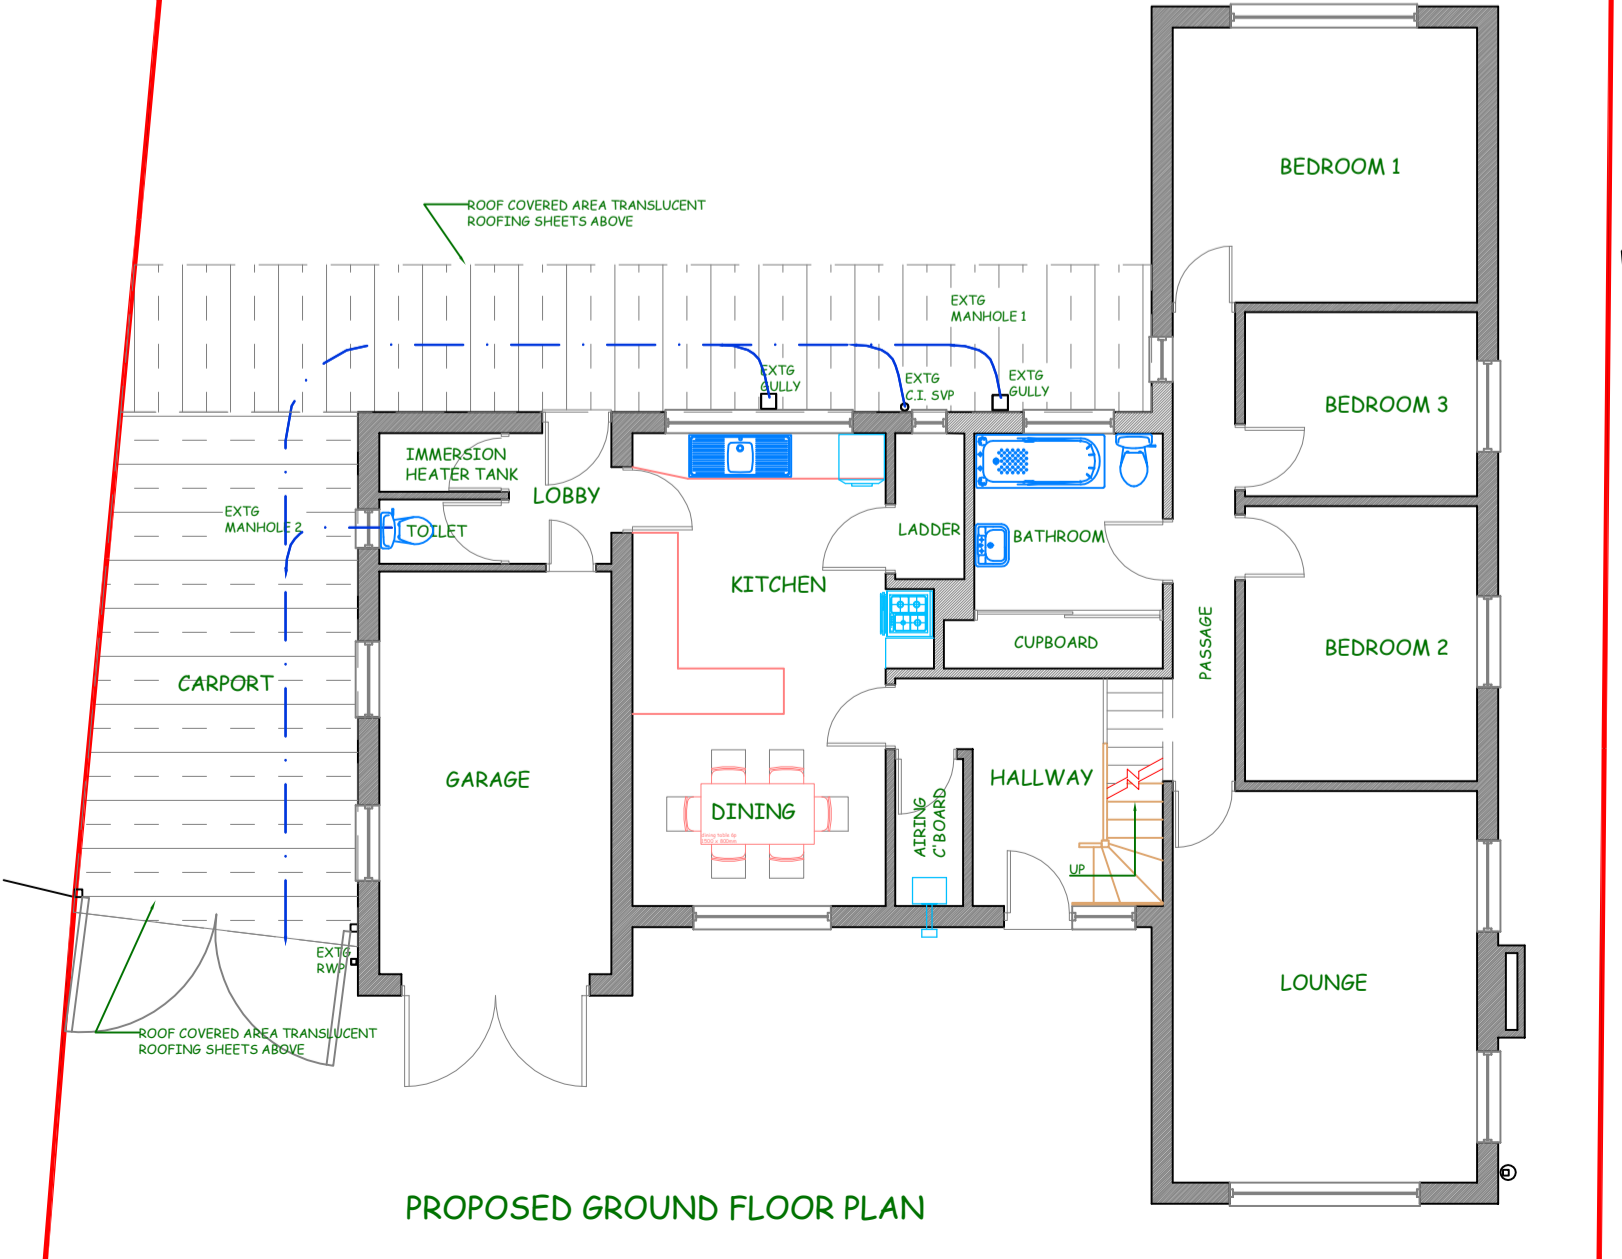 BEDROOM 1
ROOF COVERED AREA TRANSLUCENT
ROOFING SHEETS ABOVE
EXTG
MANHOLE 1
EXTG
GULLY
EXTG
C.I. SVP
EXTG
GULLY
BEDROOM 3
IMMERSION
HEATER TANK
LOBBY
EXTG
MANHOLE 2
TOILET
LADDER
BATHROOM
KITCHEN
PASSAGE
CUPBOARD
BEDROOM 2
CARPORT
GARAGE
HALLWAY
DINING
AIRING
C'BOARD
UP
EXTG
RWP
LOUNGE
ROOF COVERED AREA TRANSLUCENT
ROOFING SHEETS ABOVE
PROPOSED GROUND FLOOR PLAN